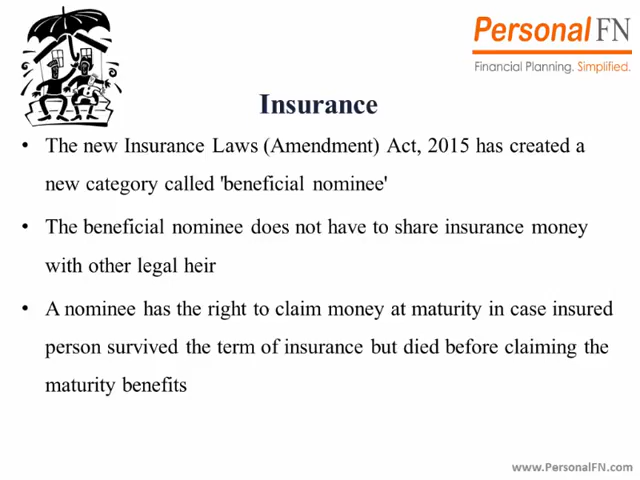 Personal FN
Financial Planning. Simplified.
Insurance
• The new Insurance Laws (Amendment) Act, 2015 has created a
new category called 'beneficial nominee'
• The beneficial nominee does not have to share insurance money
with other legal heir
• A nominee has the right to claim money at maturity in case insured
person survived the term of insurance but died before claiming the
maturity benefits
www.PersonalFN.com